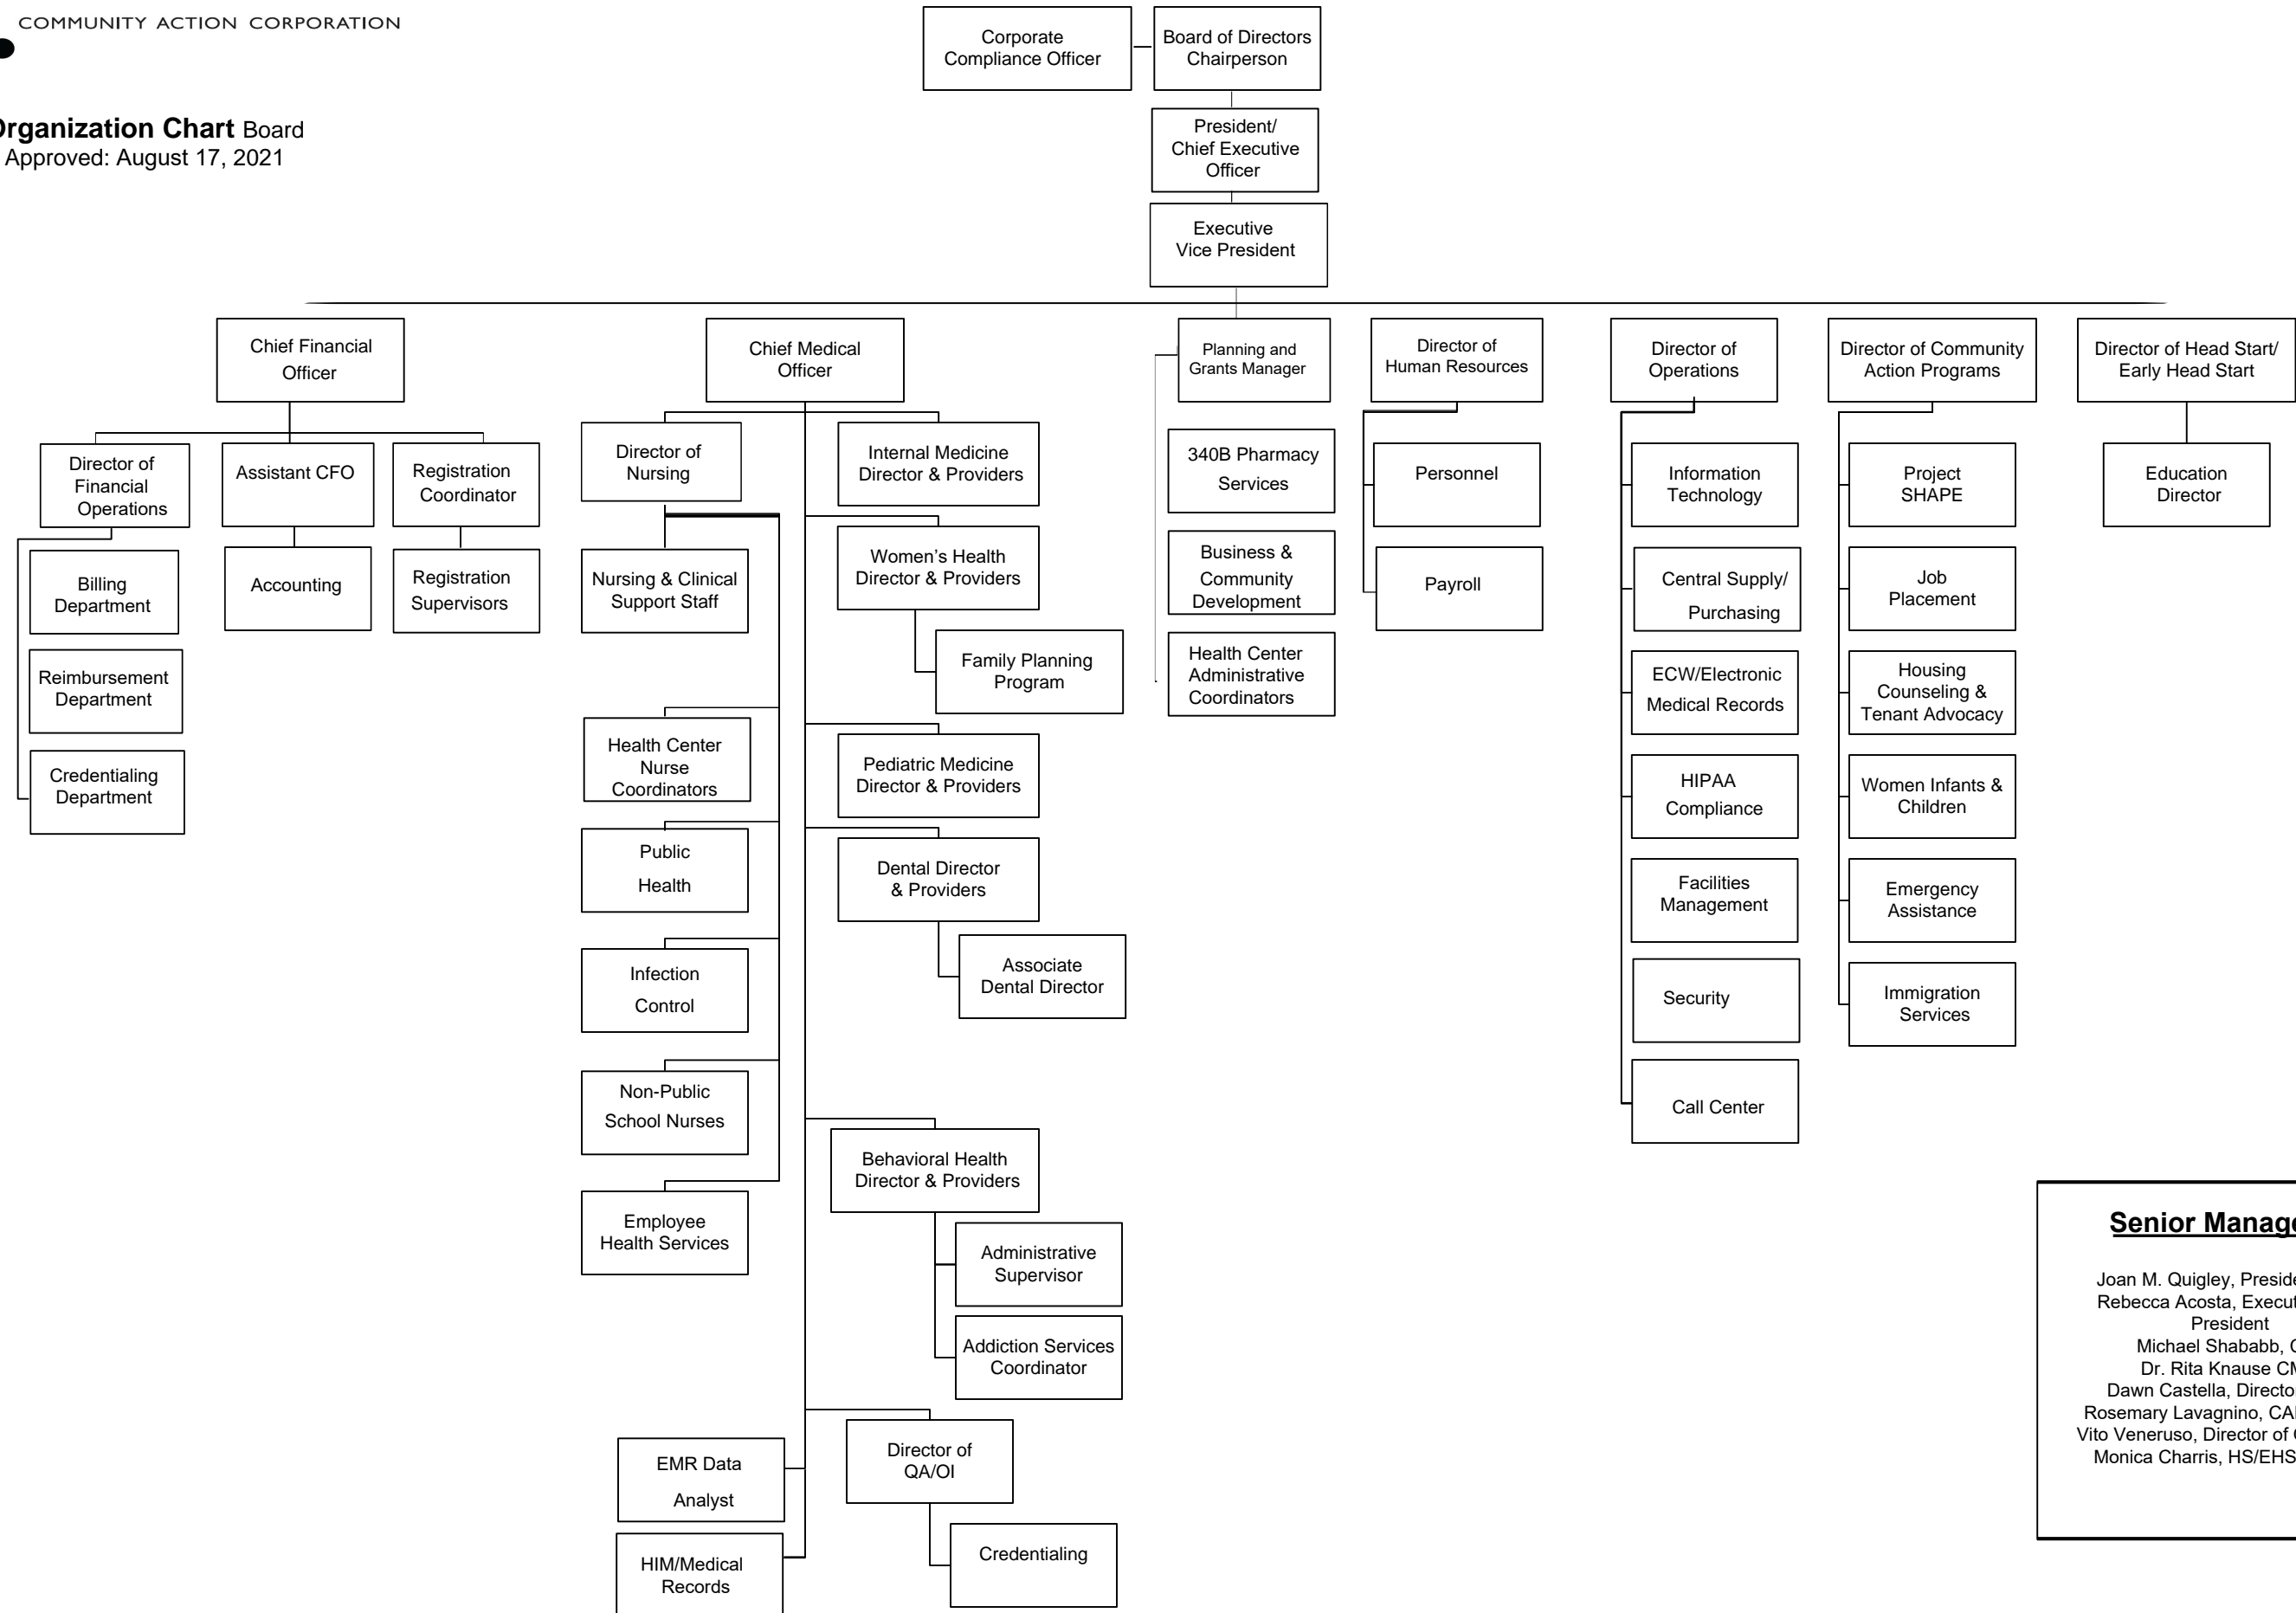 COMMUNITY ACTION CORPORATION
Organization Chart Board
Approved: August 17, 2021
Corporate
Compliance Officer
Board of Directors
Chairperson
President/
Chief Executive
Officer
Executive
Vice President
Chief Financial
Officer
Chief Medical
Officer
Planning and
Grants Manager
Director of
Human Resources
Director of
Operations
Director of Community
Action Programs
Director of Head Start/
Early Head Start
Director of
Financial
Operations
Assistant CFO
Registration
Coordinator
Billing
Department
Accounting
Registration
Supervisors
Reimbursement
Department
Credentialing
Department
Director of
Nursing
Nursing & Clinical
Support Staff
Health Center
Nurse
Coordinators
Public
Health
Infection
Control
Non-Public
School Nurses
Employee
Health Services
EMR Data
Analyst
HIM/Medical
Records
Internal Medicine
Director & Providers
Women’s Health
Director & Providers
Family Planning
Program
Pediatric Medicine
Director & Providers
Dental Director
& Providers
Associate
Dental Director
Behavioral Health
Director & Providers
Administrative
Supervisor
Addiction Services
Coordinator
Director of
QA/OI
Credentialing
340B Pharmacy
Services
Business &
Community
Development
Health Center
Administrative
Coordinators
Personnel
Payroll
Information
Technology
Central Supply/
Purchasing
ECW/Electronic
Medical Records
HIPAA
Compliance
Facilities
Management
Security
Call Center
Project
SHAPE
Job
Placement
Housing
Counseling &
Tenant Advocacy
Women Infants &
Children
Emergency
Assistance
Immigration
Services
Education
Director
Senior
Joan M. Quigley,
Rebecca Acosta,
President
Michael Shababb,
Dr. Rita Knause
Dawn Castella,
Rosemary Lavagnino,
Vito Veneruso, Director of
Monica Charris, HS/EHS